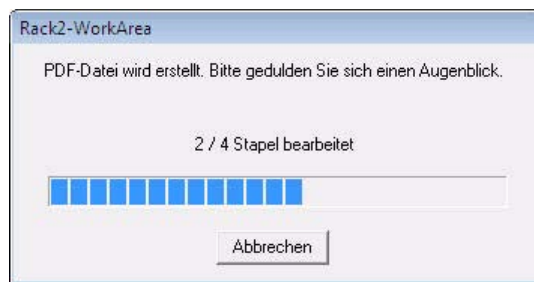 Rack2-WorkArea
PDF-Datei wird erstellt. Bitte gedulden Sie sich einen Augenblick.
2 / 4 Stapel bearbeitet
Abbrechen